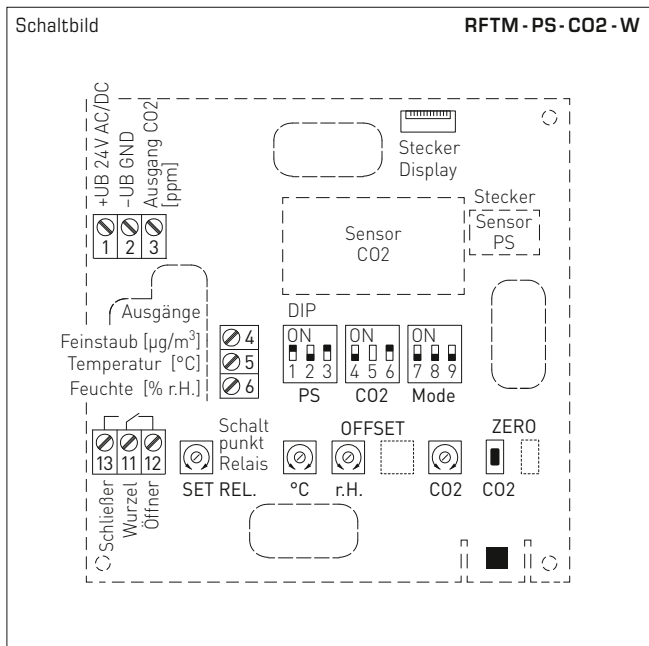 Schaltbild
RFTM-PS-CO2-W
+UB 24V AC/DC
-UB GND
Ausgang CO2
[ppm]
1 2 3
Stecker
Display
Sensor
CO2
Stecker
Sensor
PS
Ausgänge
Feinstaub [µg/m³]
Temperatur [°C]
Feuchte [% r.H.]
4
5
6
DIP
ON
1 2 3
PS
ON
4 5 6
CO2
ON
7 8 9
Mode
13 11 12
Schließer
Wurzel
Öffner
Schalt
punkt
Relais
SET REL.
OFFSET
°C
r.H.
CO2
ZERO
CO2